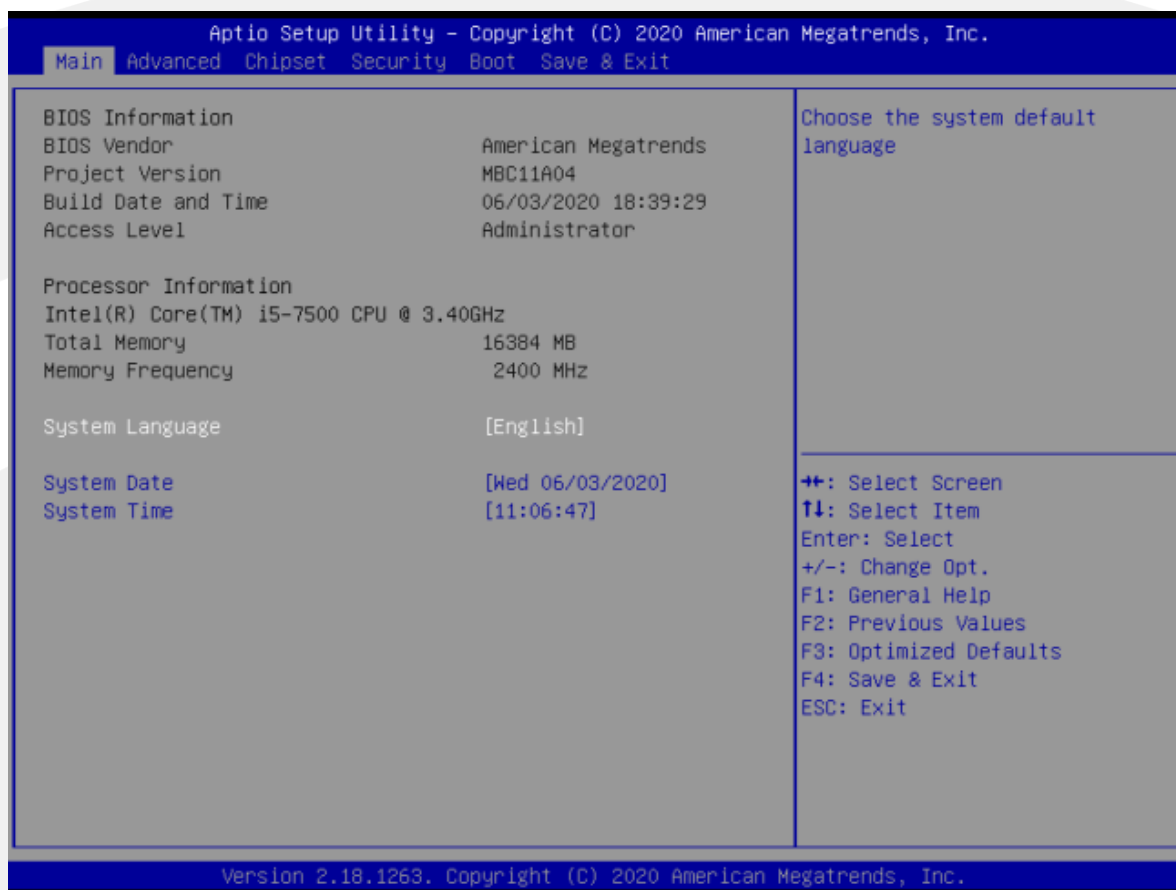 Aptio Setup Utility – Copyright (C) 2020 American Megatrends, Inc.
Main Advanced Chipset Security Boot Save & Exit
BIOS Information
BIOS Vendor American Megatrends
Project Version MBC11A04
Build Date and Time 06/03/2020 18:39:29
Access Level Administrator
Processor Information
Intel(R) Core(TM) i5-7500 CPU @ 3.40GHz
Total Memory 16384 MB
Memory Frequency 2400 MHz
System Language [English]
System Date [Wed 06/03/2020]
System Time [11:06:47]
Choose the system default
language
→←: Select Screen
↑↓: Select Item
Enter: Select
+/-: Change Opt.
F1: General Help
F2: Previous Values
F3: Optimized Defaults
F4: Save & Exit
ESC: Exit
Version 2.18.1263. Copyright (C) 2020 American Megatrends, Inc.